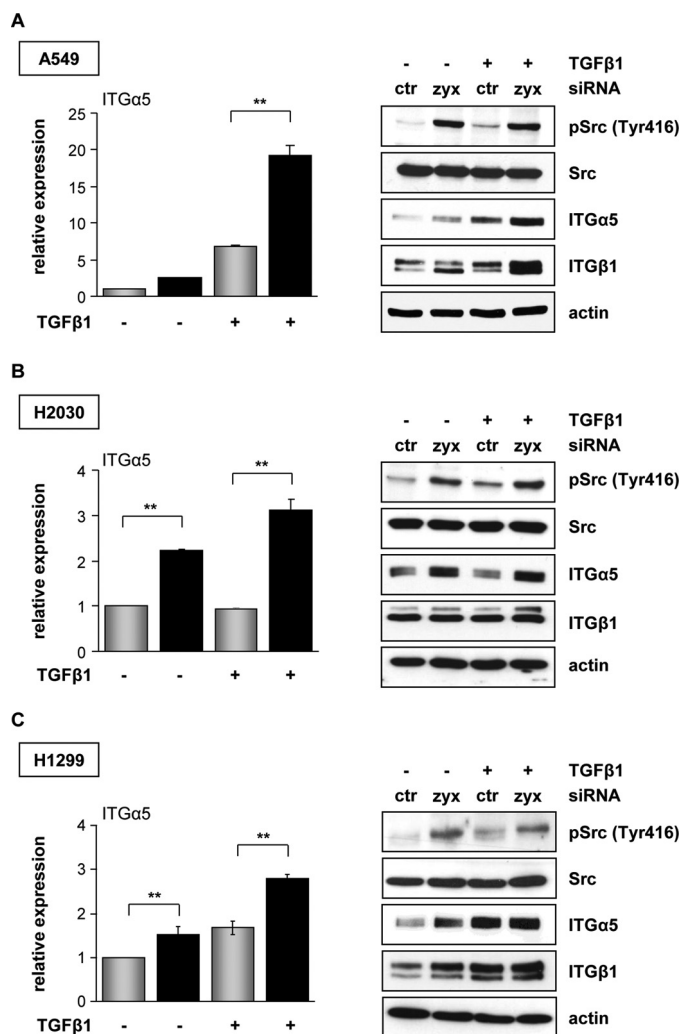 A
A549
ITGα5
**
relative expression
25
20
15
10
5
0
TGFβ1 - - + +
- - + + TGFβ1
ctr zyx ctr zyx siRNA
pSrc (Tyr416)
Src
ITGα5
ITGβ1
actin
B
H2030
ITGα5
**
**
relative expression
4
3
2
1
0
TGFβ1 - - + +
- - + + TGFβ1
ctr zyx ctr zyx siRNA
pSrc (Tyr416)
Src
ITGα5
ITGβ1
actin
C
H1299
ITGα5
**
**
relative expression
4
3
2
1
0
TGFβ1 - - + +
- - + + TGFβ1
ctr zyx ctr zyx siRNA
pSrc (Tyr416)
Src
ITGα5
ITGβ1
actin